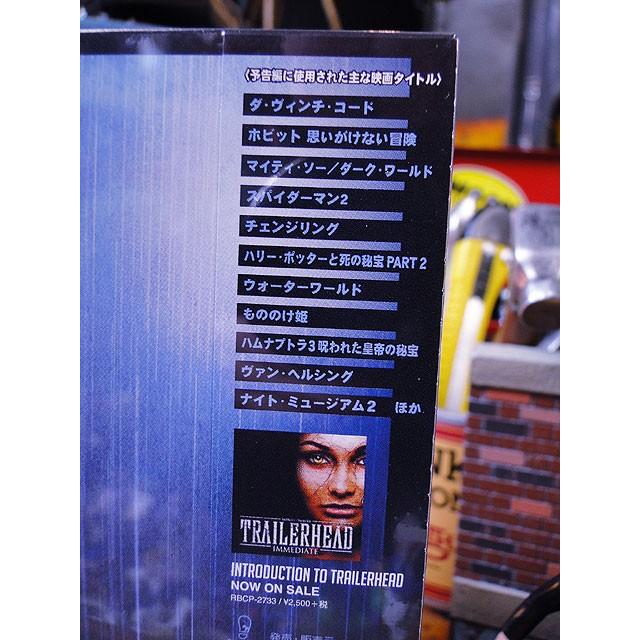 〈予告編に使用された主な映画タイトル〉
ダ・ヴィンチ・コード
ホビット 思いがけない冒険
マイティ・ソー／ダーク・ワールド
スパイダーマン2
チェンジリング
ハリー・ポッターと死の秘宝 PART 2
ウォーターワールド
もののけ姫
ハムナプトラ3 呪われた皇帝の秘宝
ヴァン・ヘルシング
ナイト・ミュージアム2 ほか
TRAILERHEAD
IMMEDIATE
INTRODUCTION TO TRAILERHEAD
NOW ON SALE
RBCP-2733 / ¥2,500＋税
発売・販売元